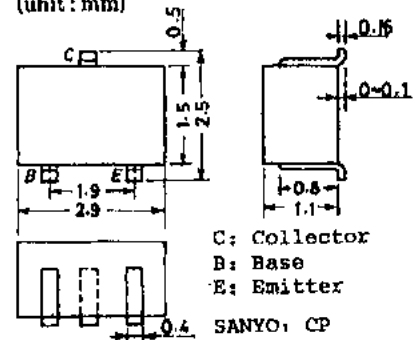 (unit : mm)
C
0.5
0.16
1.5
2.5
0~0.1
B
E
1.9
2.9
0.8
1.1
C: Collector
B: Base
E: Emitter
0.4
SANYO: CP